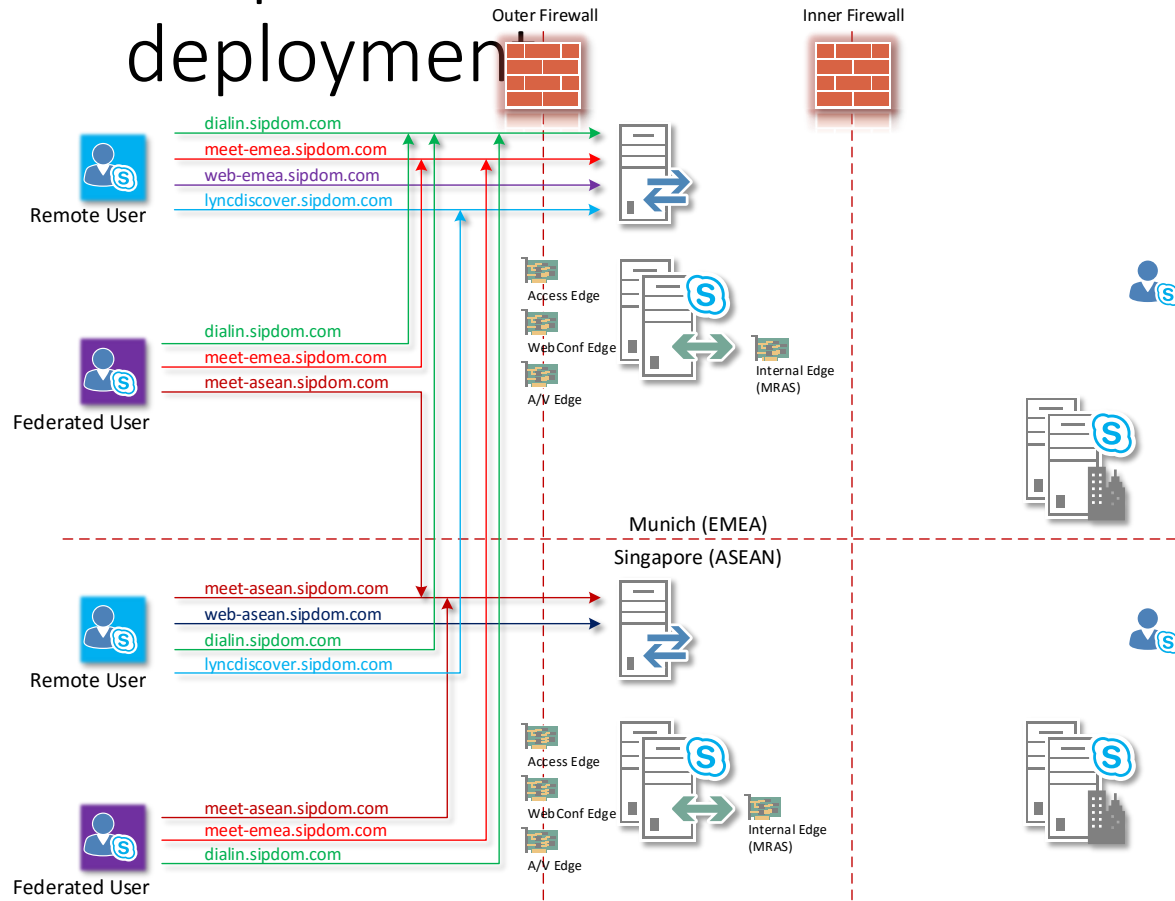 deployment
Outer Firewall
Inner Firewall
dialin.sipdom.com
meet-emea.sipdom.com
web-emea.sipdom.com
lyncdiscover.sipdom.com
Remote User
S
Access Edge
WebConf Edge
A/V Edge
S
Internal Edge
(MRAS)
S
dialin.sipdom.com
meet-emea.sipdom.com
meet-asean.sipdom.com
S
Federated User
S
Munich (EMEA)
Singapore (ASEAN)
meet-asean.sipdom.com
web-asean.sipdom.com
dialin.sipdom.com
lyncdiscover.sipdom.com
S
Remote User
S
Access Edge
WebConf Edge
A/V Edge
S
Internal Edge
(MRAS)
S
meet-asean.sipdom.com
meet-emea.sipdom.com
dialin.sipdom.com
S
Federated User